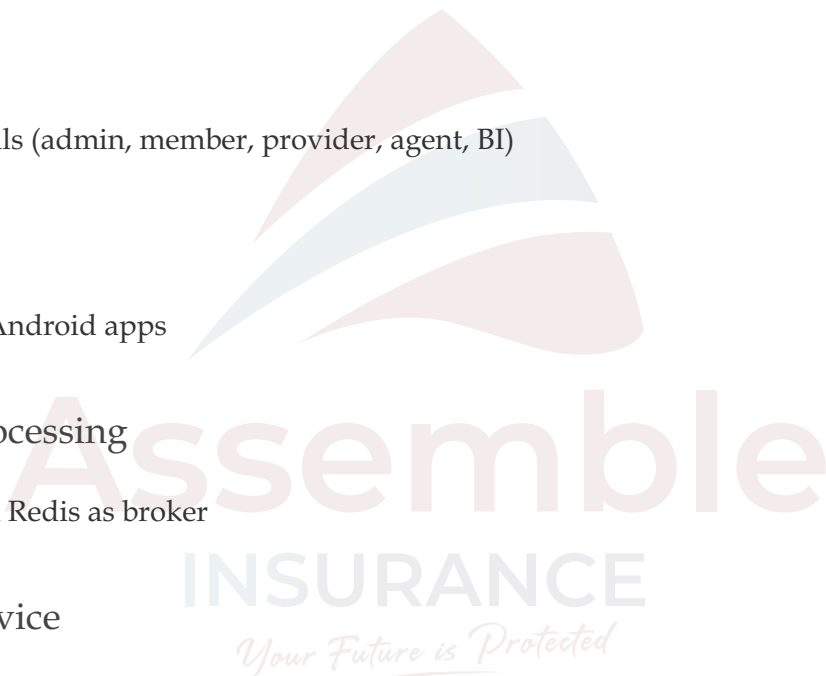 ls (admin, member, provider, agent, BI)
Android apps
ocessing
Redis as broker
vice
Assemble
INSURANCE
Your Future is Protected